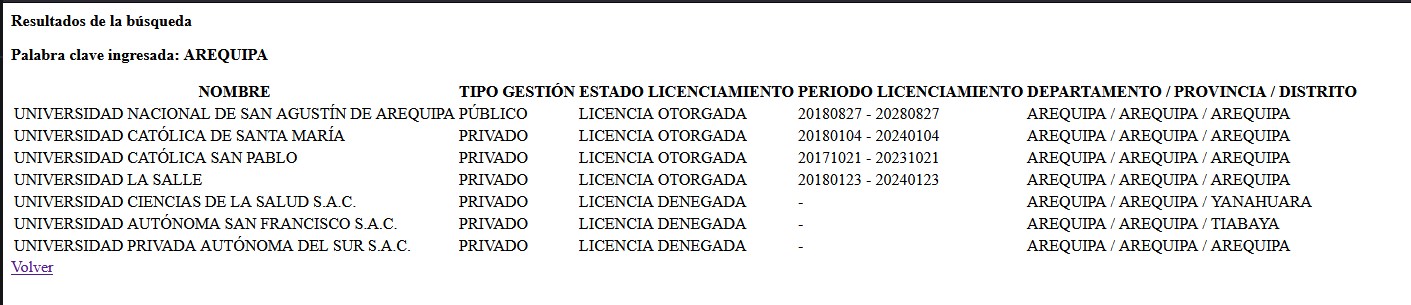 Resultados de la búsqueda
Palabra clave ingresada: AREQUIPA
NOMBRE TIPO GESTIÓN ESTADO LICENCIAMIENTO PERIODO LICENCIAMIENTO DEPARTAMENTO / PROVINCIA / DISTRITO
UNIVERSIDAD NACIONAL DE SAN AGUSTÍN DE AREQUIPA PÚBLICO LICENCIA OTORGADA 20180827 - 20280827 AREQUIPA / AREQUIPA / AREQUIPA
UNIVERSIDAD CATÓLICA DE SANTA MARÍA PRIVADO LICENCIA OTORGADA 20180104 - 20240104 AREQUIPA / AREQUIPA / AREQUIPA
UNIVERSIDAD CATÓLICA SAN PABLO PRIVADO LICENCIA OTORGADA 20171021 - 20231021 AREQUIPA / AREQUIPA / AREQUIPA
UNIVERSIDAD LA SALLE PRIVADO LICENCIA OTORGADA 20180123 - 20240123 AREQUIPA / AREQUIPA / AREQUIPA
UNIVERSIDAD CIENCIAS DE LA SALUD S.A.C. PRIVADO LICENCIA DENEGADA - AREQUIPA / AREQUIPA / YANAHUARA
UNIVERSIDAD AUTÓNOMA SAN FRANCISCO S.A.C. PRIVADO LICENCIA DENEGADA - AREQUIPA / AREQUIPA / TIABAYA
UNIVERSIDAD PRIVADA AUTÓNOMA DEL SUR S.A.C. PRIVADO LICENCIA DENEGADA - AREQUIPA / AREQUIPA / AREQUIPA
Volver